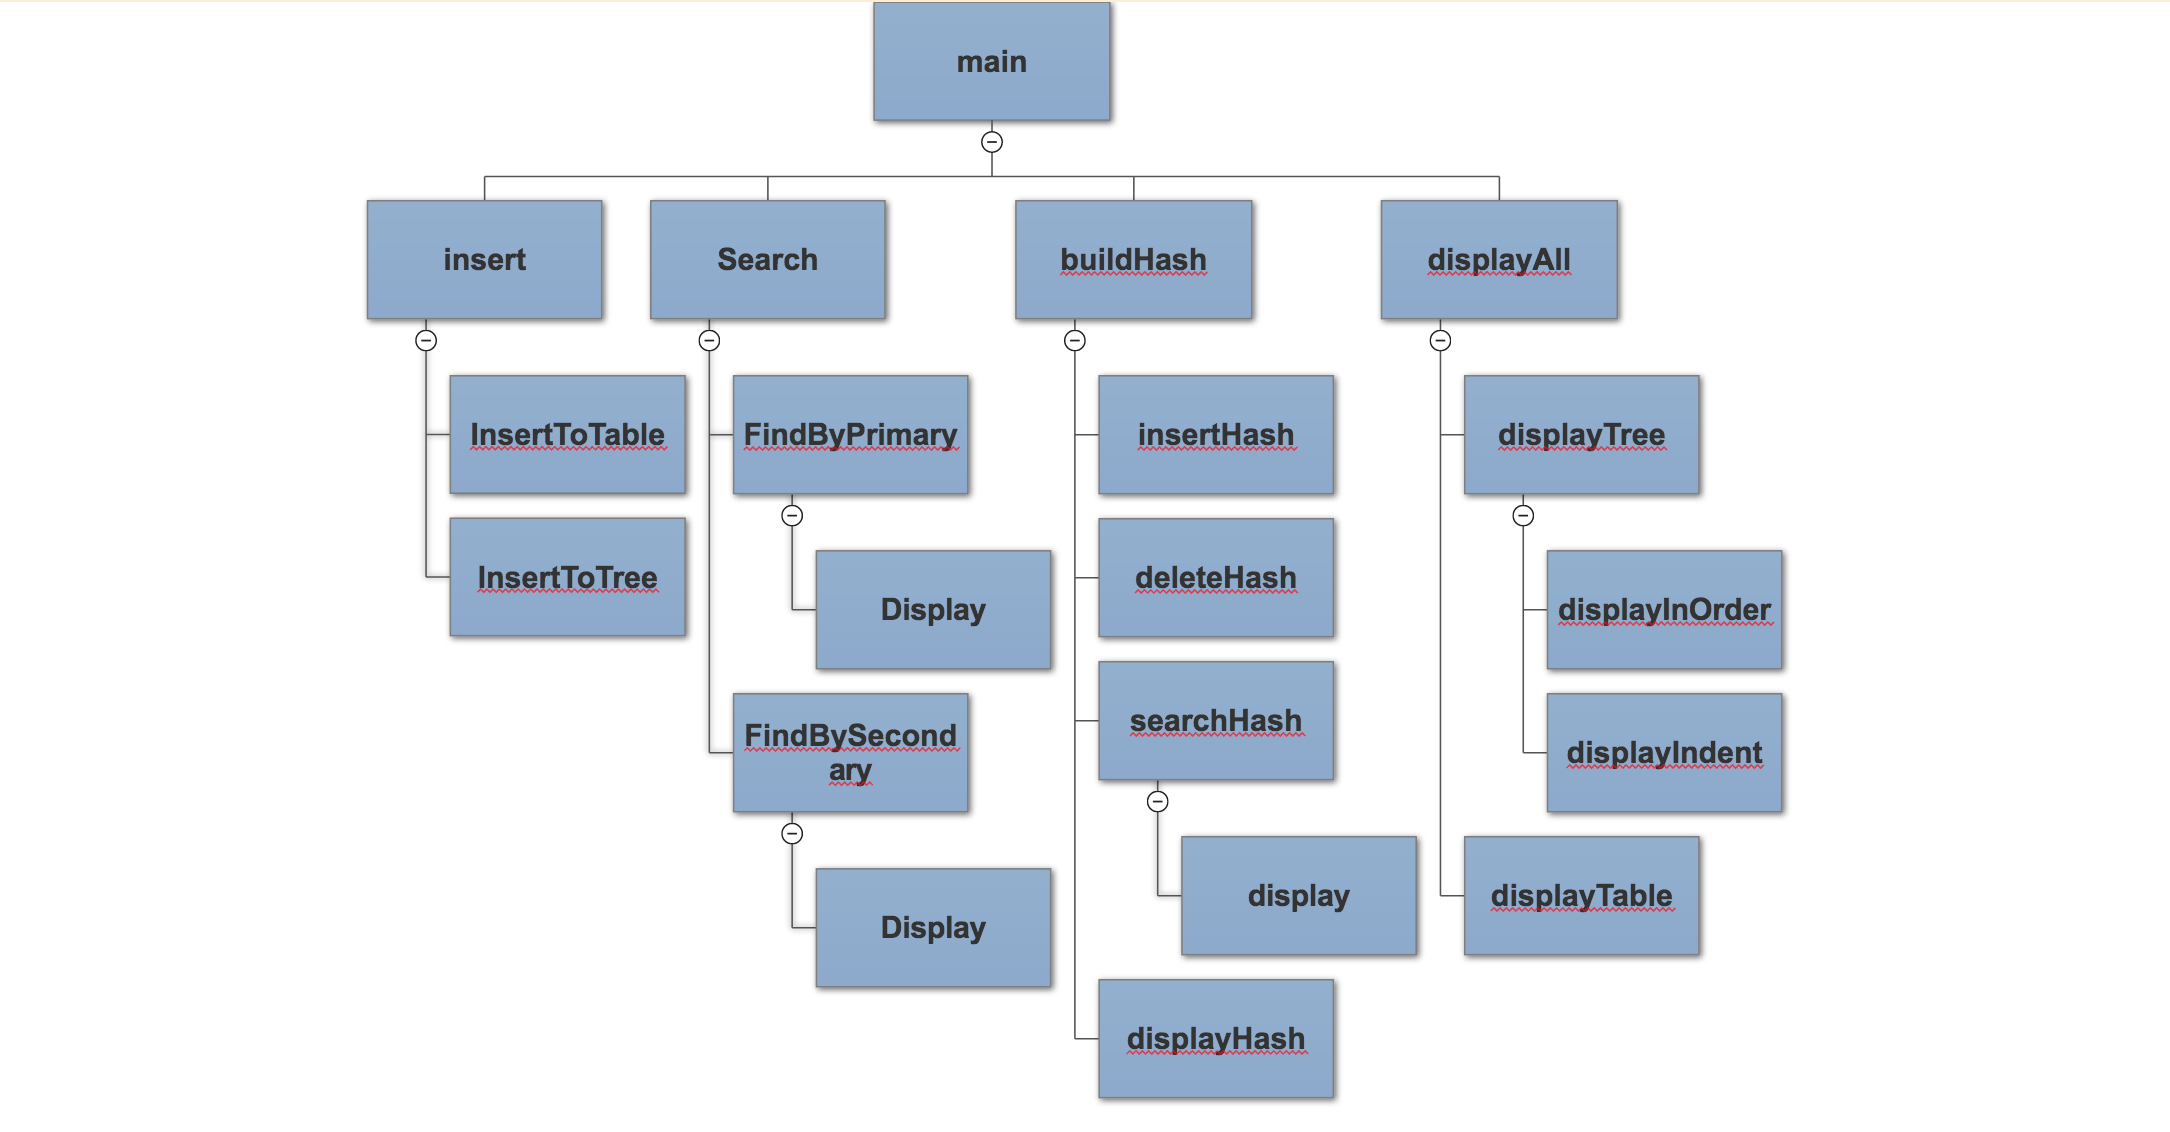 main
insert
Search
buildHash
displayAll
InsertToTable
FindByPrimary
insertHash
displayTree
InsertToTree
Display
deleteHash
displayInOrder
FindBySecond
ary
searchHash
displayIndent
Display
display
displayTable
displayHash